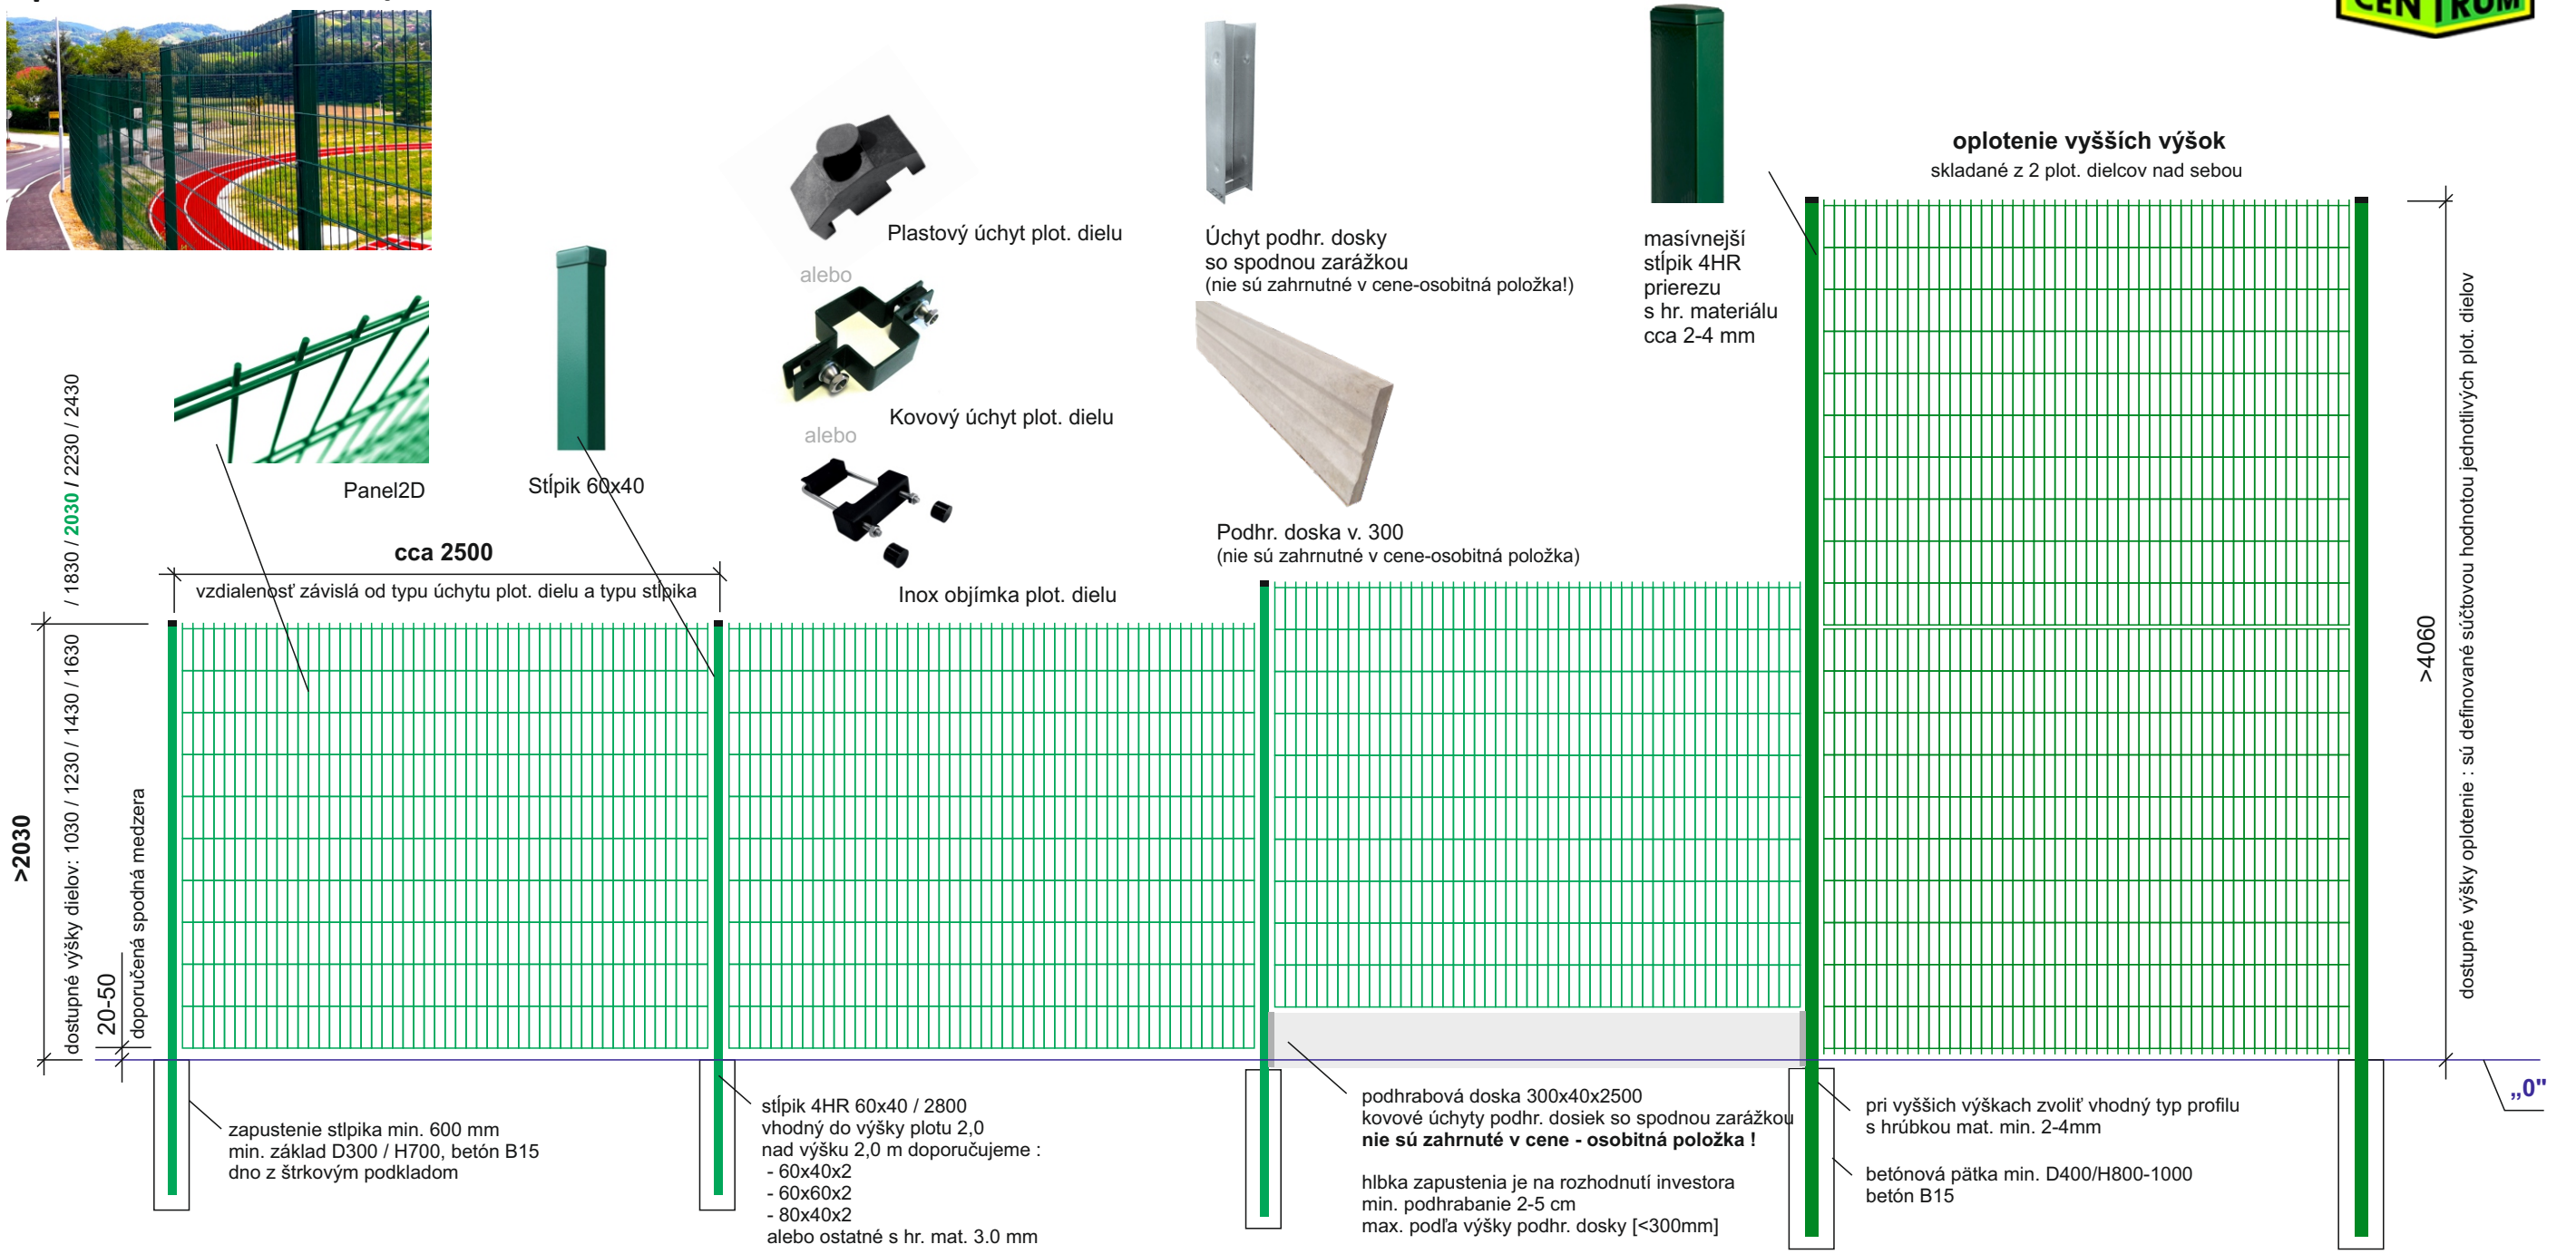 CENTRUM
oplotenie vyšších výšok
skladané z 2 plot. dielcov nad sebou
Plastový úchyt plot. dielu
alebo
Kovový úchyt plot. dielu
alebo
Inox objímka plot. dielu
Úchyt podhr. dosky
so spodnou zarážkou
(nie sú zahrnutné v cene-osobitná položka!)
Podhr. doska v. 300
(nie sú zahrnutné v cene-osobitná položka)
masívnejší
stĺpik 4HR
prierezu
s hr. materiálu
cca 2-4 mm
Panel2D
Stĺpik 60x40
cca 2500
vzdialenosť závislá od typu úchytu plot. dielu a typu stĺpika
>2030
dostupné výšky dielov: 1030 / 1230 / 1430 / 1630 / 1830 / 2030 / 2230 / 2430
20-50
doporučená spodná medzera
>4060
dostupné výšky oplotenie : sú definované súčtovou hodnotou jednotlivých plot. dielov
„0"
zapustenie stlpika min. 600 mm
min. základ D300 / H700, betón B15
dno z štrkovým podkladom
stĺpik 4HR 60x40 / 2800
vhodný do výšky plotu 2,0
nad výšku 2,0 m doporučujeme :
- 60x40x2
- 60x60x2
- 80x40x2
alebo ostatné s hr. mat. 3.0 mm
podhrabová doska 300x40x2500
kovové úchyty podhr. dosiek so spodnou zarážkou
nie sú zahrnuté v cene - osobitná položka !
hlbka zapustenia je na rozhodnutí investora
min. podhrabanie 2-5 cm
max. podľa výšky podhr. dosky [<300mm]
pri vyšších výškach zvoliť vhodný typ profilu
s hrúbkou mat. min. 2-4mm
betónová pätka min. D400/H800-1000
betón B15